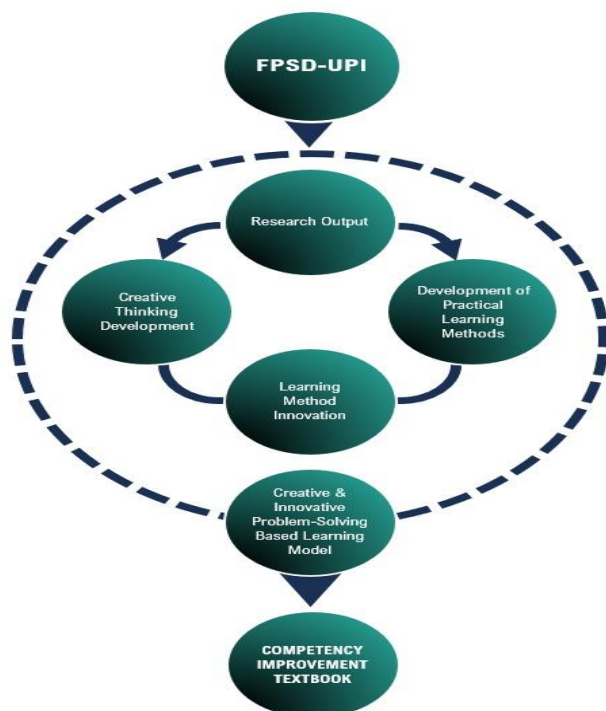 FPSD-UPI
Research Output
Creative
Thinking
Development
Development of
Practical
Learning
Methods
Learning
Method
Innovation
Creative &
Innovative
Problem-Solving
Based Learning
Model
COMPETENCY
IMPROVEMENT
TEXTBOOK